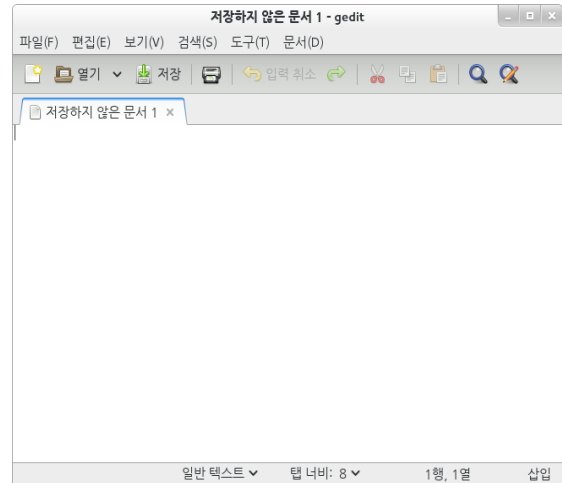 저장하지 않은 문서 1 - gedit
파일(F) 편집(E) 보기(V) 검색(S) 도구(T) 문서(D)
열기 저장 입력 취소
저장하지 않은 문서 1 ×
일반 텍스트 탭 너비: 8 1행, 1열 삽입